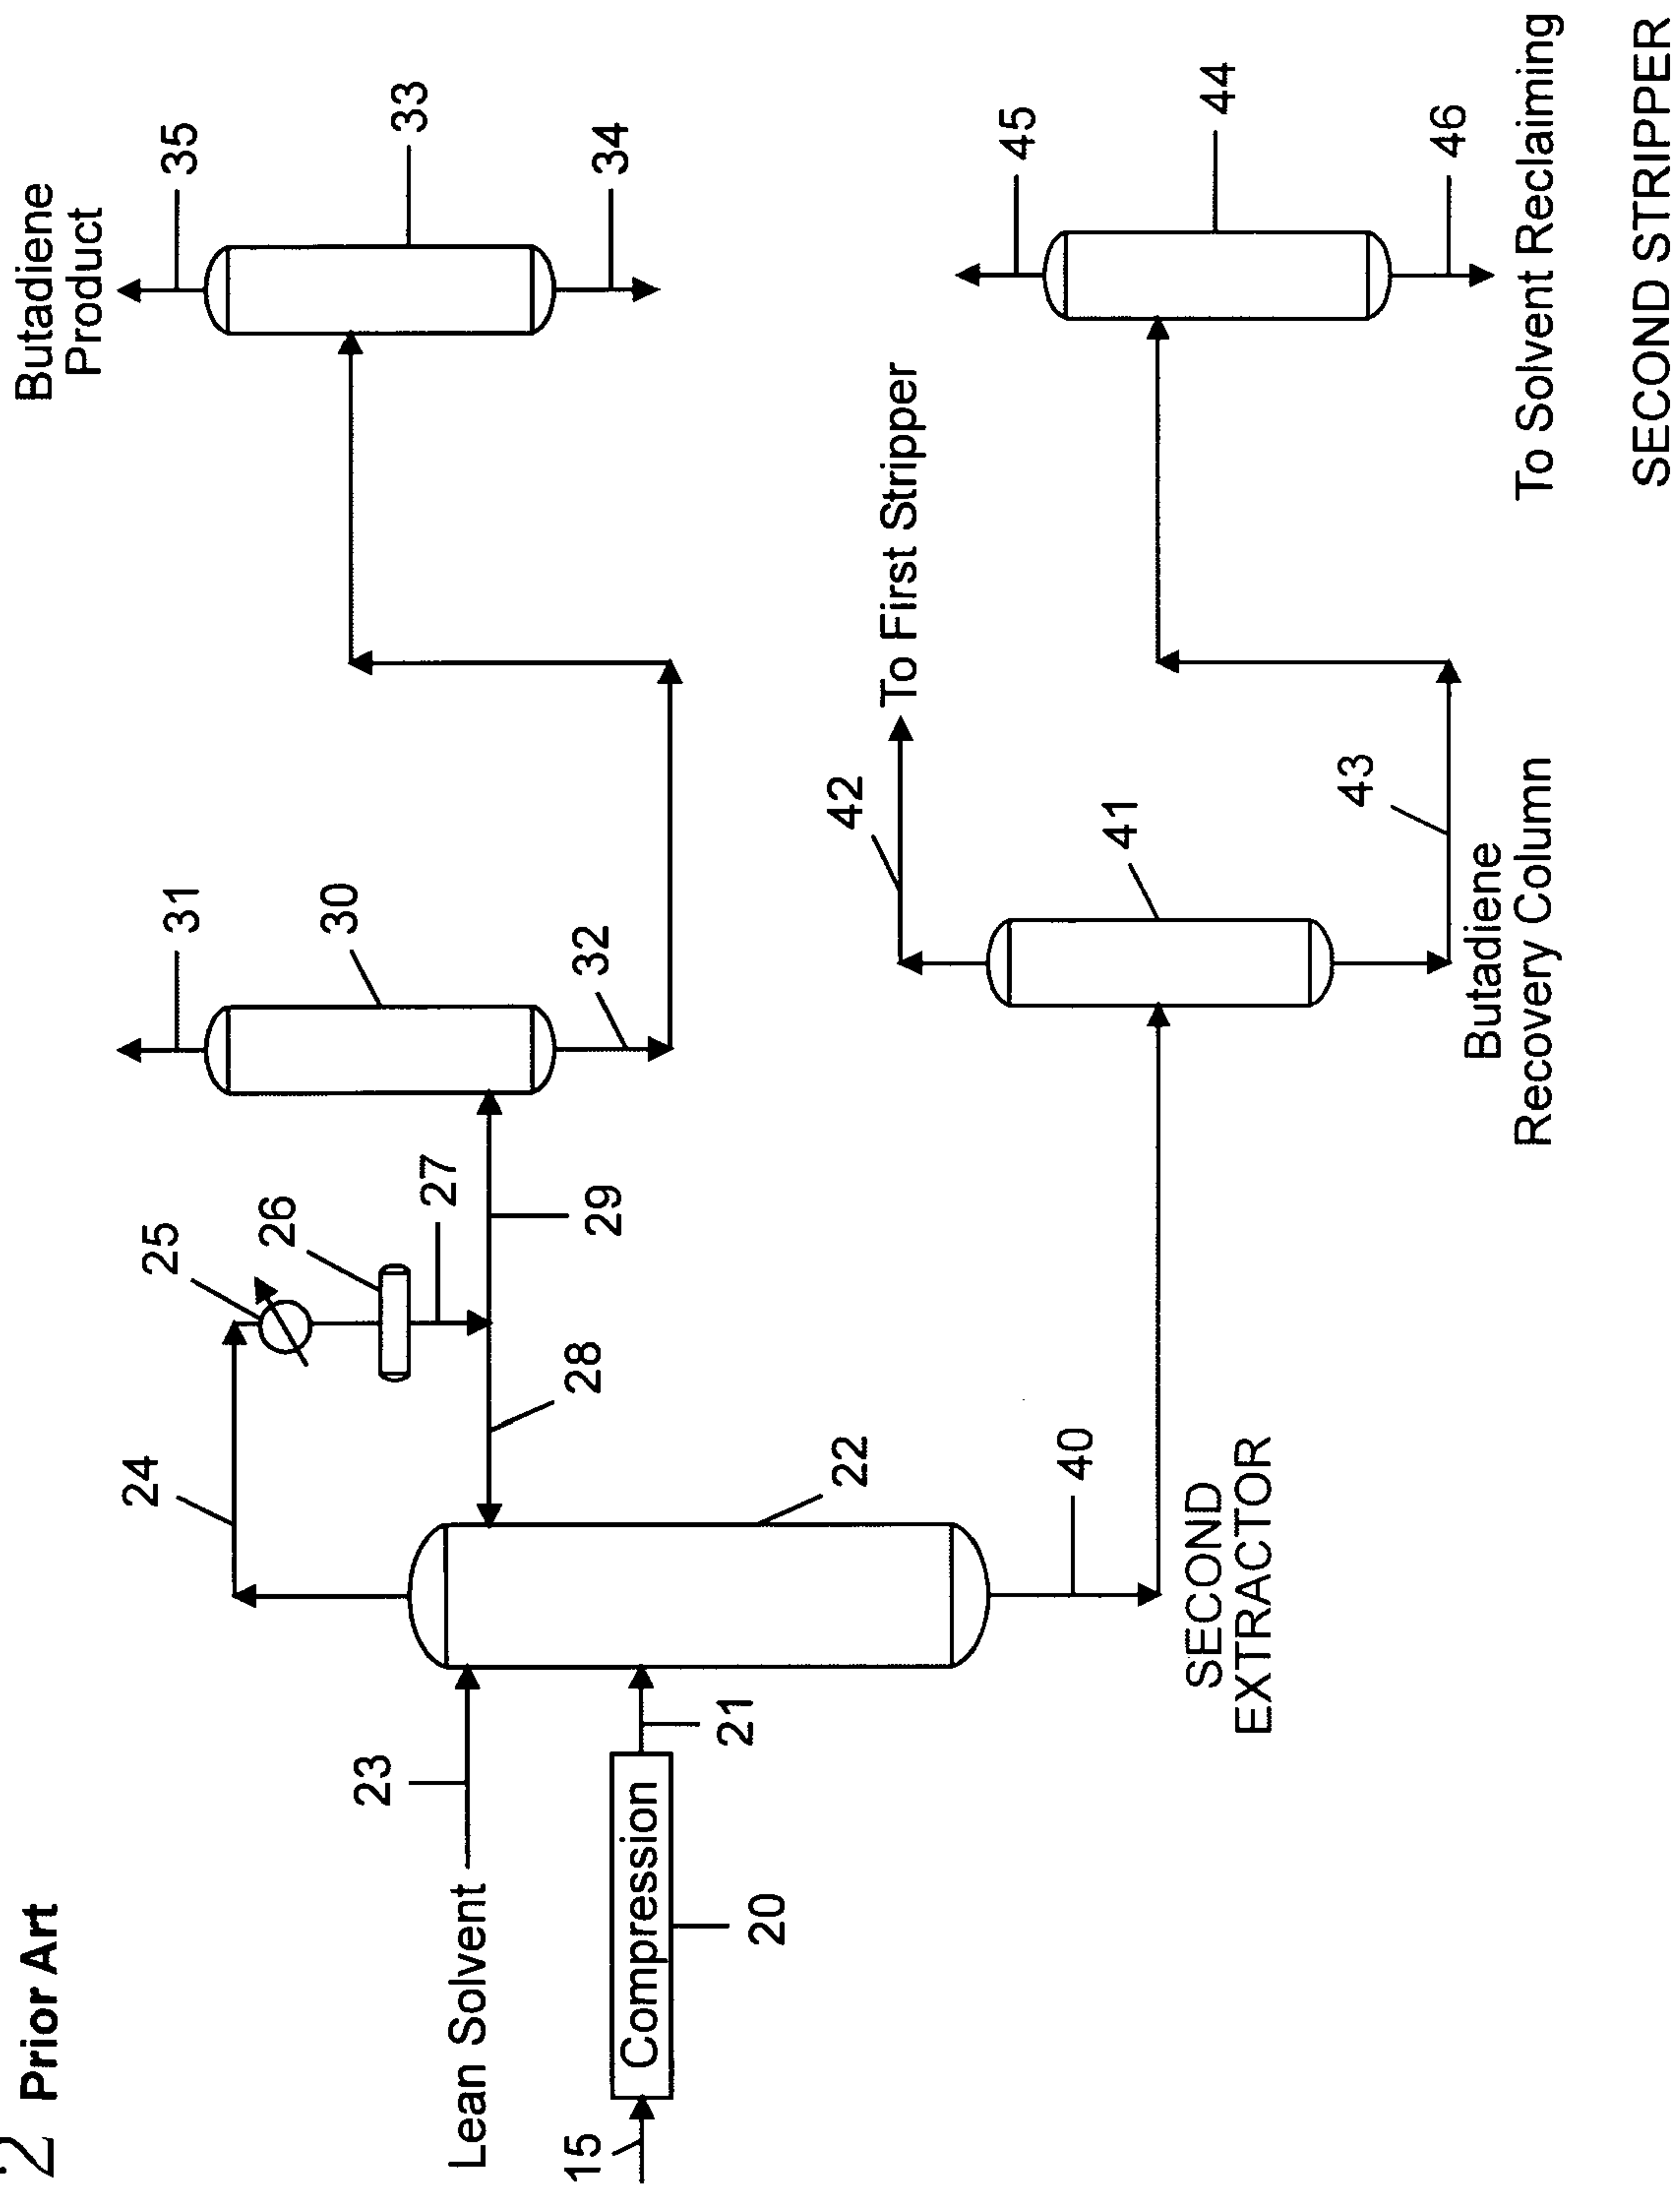 2 Prior Art
Butadiene
Product
35
33
34
31
30
32
24
25
26
27
29
28
22
23
Lean Solvent
21
Compression
20
15
40
SECOND
EXTRACTOR
To First Stripper
42
41
43
Butadiene
Recovery Column
45
44
46
To Solvent Reclaiming
SECOND STRIPPER